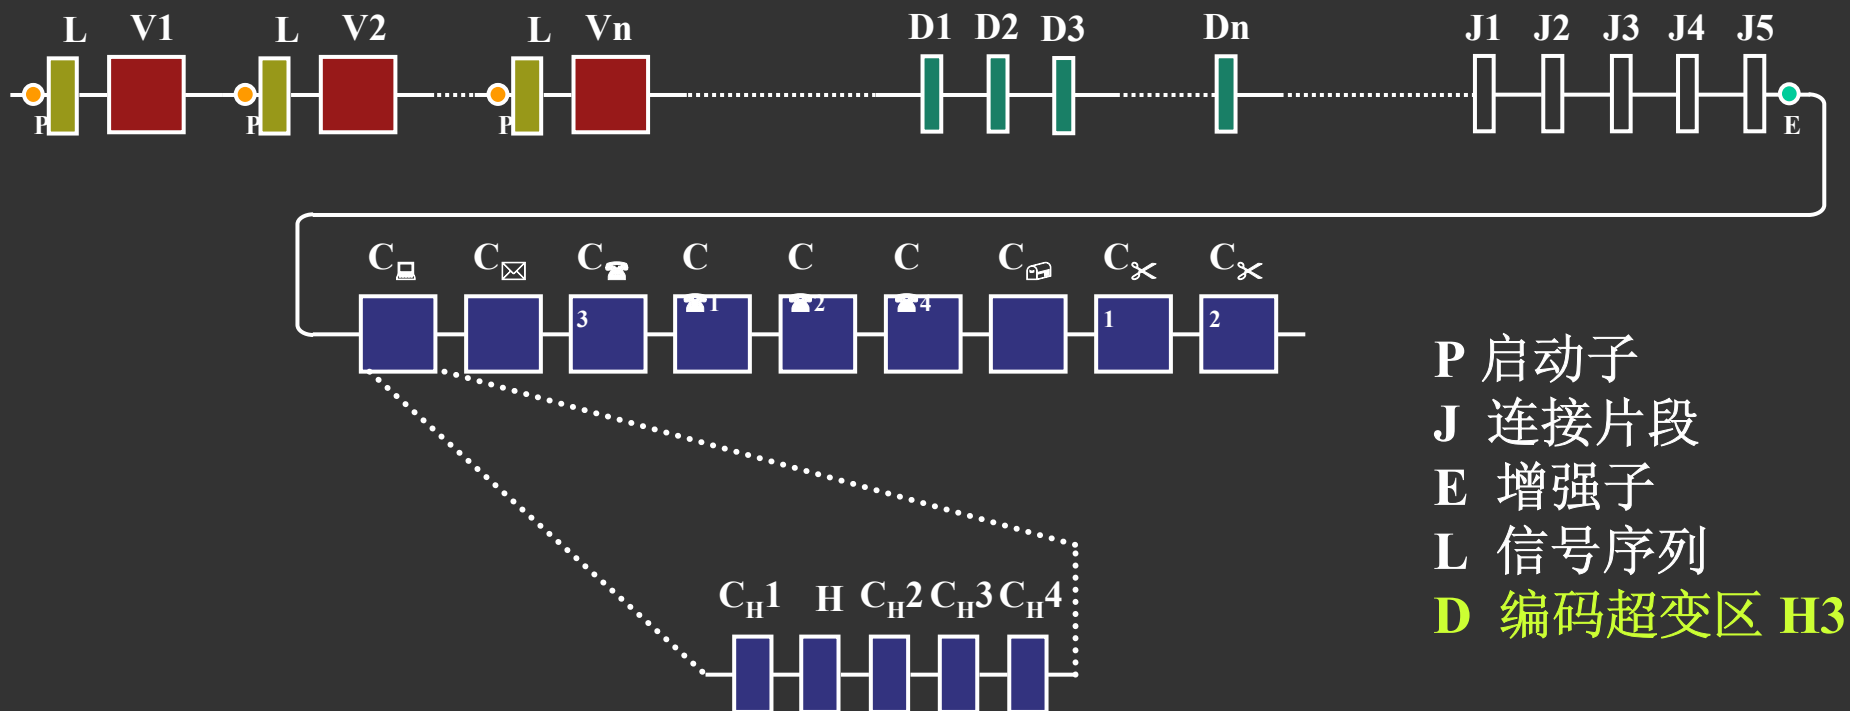 L V1 L V2 L Vn D1 D2 D3 Dn J1 J2 J3 J4 J5
P P P E
C💻 C✉ C☎ C C C C📠 C✂ C✂
3 ☎1 ☎2 ☎4 1 2
P 启动子
J 连接片段
E 增强子
L 信号序列
D 编码超变区 H3
CH1 H CH2 CH3 CH4